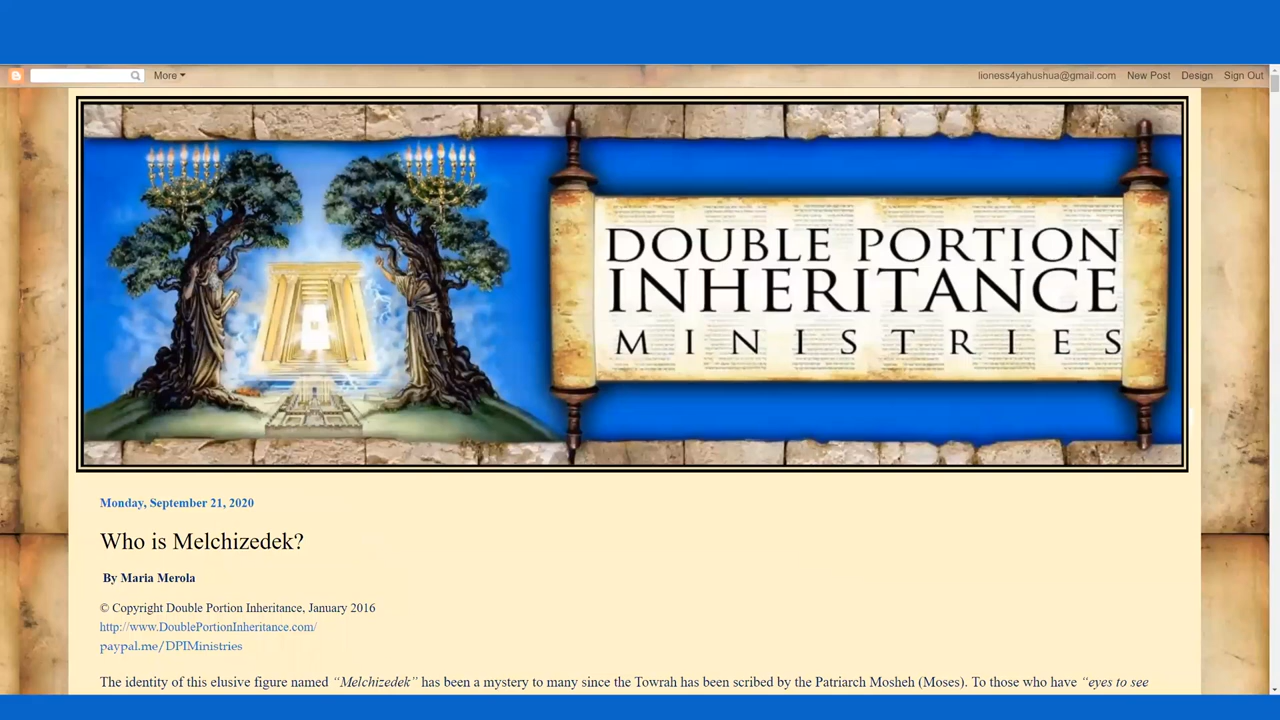 More
lioness4yahushua@gmail.com New Post Design Sign Out
DOUBLE PORTION
INHERITANCE
MINISTRIES
Monday, September 21, 2020
Who is Melchizedek?
By Maria Merola
© Copyright Double Portion Inheritance, January 2016
http://www.DoublePortionInheritance.com/
paypal.me/DPIMinistries
The identity of this elusive figure named “Melchizedek” has been a mystery to many since the Towrah has been scribed by the Patriarch Mosheh (Moses). To those who have “eyes to see